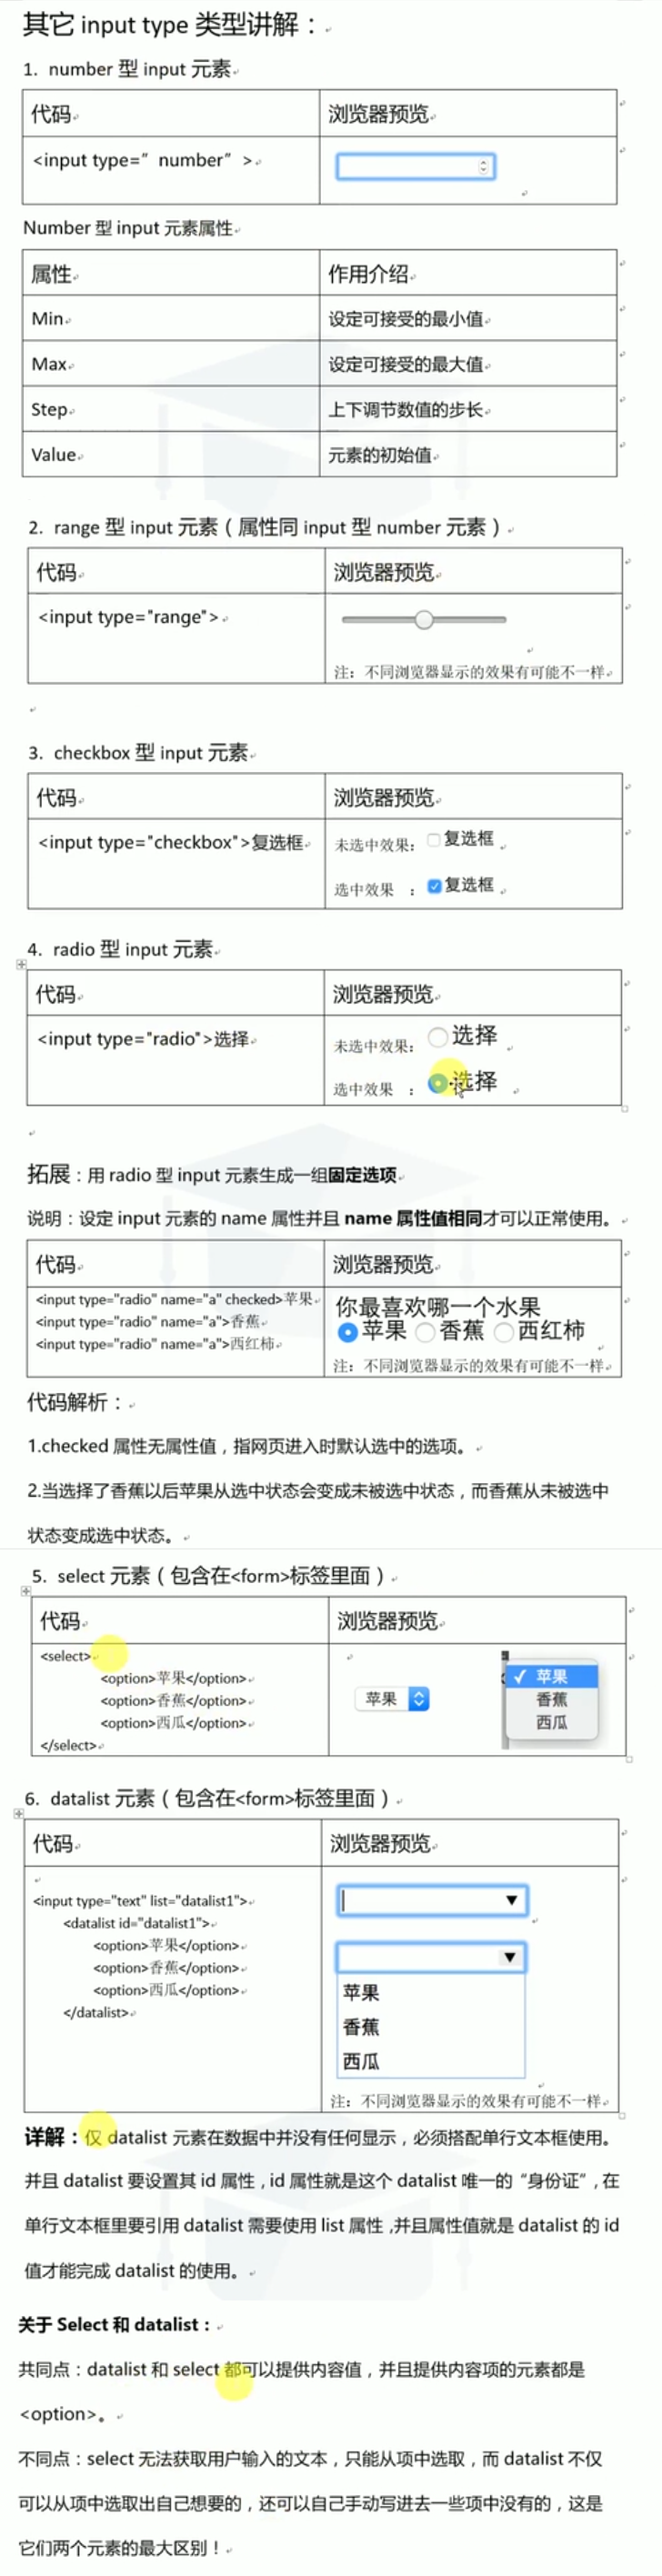 其它 input type 类型讲解：
1. number 型 input 元素
代码
浏览器预览
<input type=”number”>
Number 型 input 元素属性
属性
作用介绍
Min
设定可接受的最小值
Max
设定可接受的最大值
Step
上下调节数值的步长
Value
元素的初始值
2. range 型 input 元素（属性同 input 型 number 元素）
代码
浏览器预览
<input type="range">
注：不同浏览器显示的效果有可能不一样
3. checkbox 型 input 元素
代码
浏览器预览
<input type="checkbox">复选框
未选中效果：复选框
选中效果 ：复选框
4. radio 型 input 元素
代码
浏览器预览
<input type="radio">选择
未选中效果：选择
选中效果 ：选择
拓展：用 radio 型 input 元素生成一组固定选项
说明：设定 input 元素的 name 属性并且 name 属性值相同才可以正常使用。
代码
浏览器预览
<input type="radio" name="a" checked>苹果
<input type="radio" name="a">香蕉
<input type="radio" name="a">西红柿
你最喜欢哪一个水果
苹果 香蕉 西红柿
注：不同浏览器显示的效果有可能不一样
代码解析：
1.checked 属性无属性值，指网页进入时默认选中的选项。
2.当选择了香蕉以后苹果从选中状态会变成未被选中状态，而香蕉从未被选中
状态变成选中状态。
5. select 元素（包含在<form>标签里面）
代码
浏览器预览
<select>
<option>苹果</option>
<option>香蕉</option>
<option>西瓜</option>
</select>
苹果
✓ 苹果
香蕉
西瓜
6. datalist 元素（包含在<form>标签里面）
代码
浏览器预览
<input type="text" list="datalist1">
<datalist id="datalist1">
<option>苹果</option>
<option>香蕉</option>
<option>西瓜</option>
</datalist>
苹果
香蕉
西瓜
注：不同浏览器显示的效果有可能不一样
详解：仅 datalist 元素在数据中并没有任何显示，必须搭配单行文本框使用。
并且 datalist 要设置其 id 属性，id 属性就是这个 datalist 唯一的“身份证”，在
单行文本框里要引用 datalist 需要使用 list 属性，并且属性值就是 datalist 的 id
值才能完成 datalist 的使用。
关于 Select 和 datalist：
共同点：datalist 和 select 都可以提供内容值，并且提供内容项的元素都是
<option>。
不同点：select 无法获取用户输入的文本，只能从项中选取，而 datalist 不仅
可以从项中选取出自己想要的，还可以自己手动写进去一些项中没有的，这是
它们两个元素的最大区别！